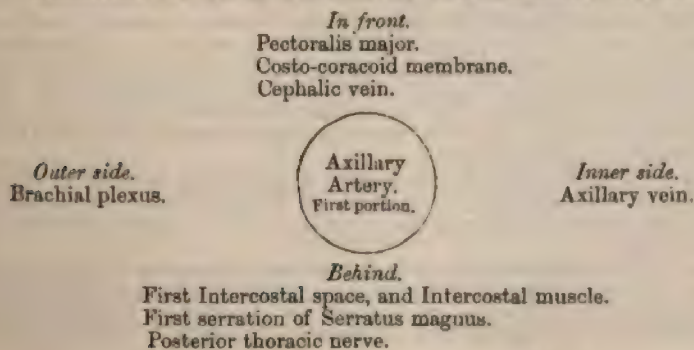 In front.
Pectoralis major.
Costo-coracoid membrane.
Cephalic vein.
Outer side.
Brachial plexus.
Axillary
Artery.
First portion.
Inner side.
Axillary vein.
Behind.
First Intercostal space, and Intercostal muscle.
First serration of Serratus magnus.
Posterior thoracic nerve.